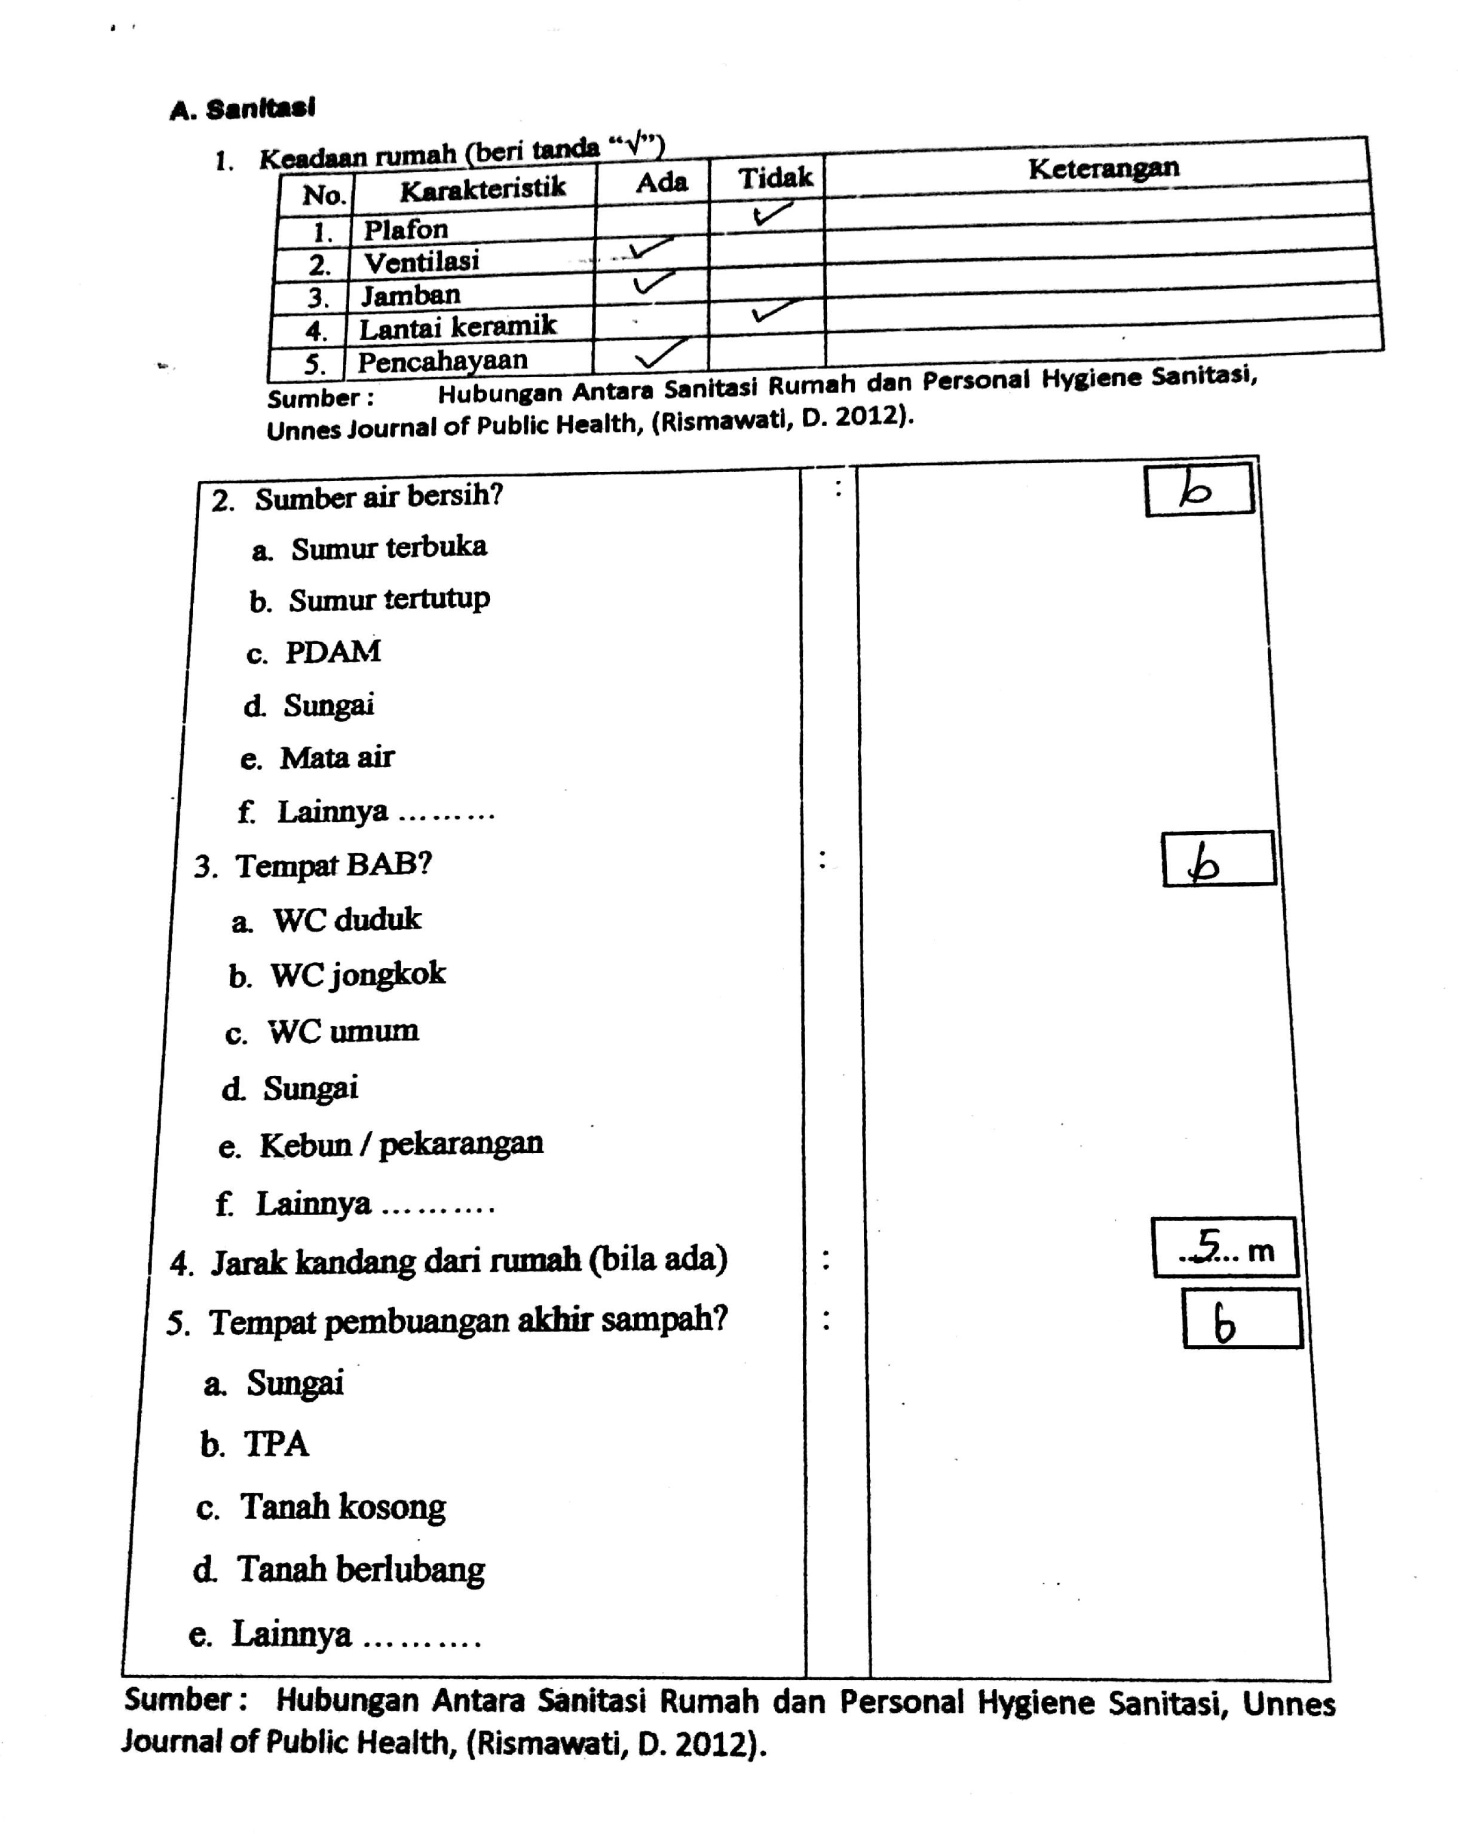 A. Sanitasi
1. Keadaan rumah (beri tanda “√”)
No. Karakteristik Ada Tidak Keterangan
1. Plafon ✓
2. Ventilasi ✓
3. Jamban ✓
4. Lantai keramik ✓
5. Pencahayaan ✓
Sumber : Hubungan Antara Sanitasi Rumah dan Personal Hygiene Sanitasi,
Unnes Journal of Public Health, (Rismawati, D. 2012).
2. Sumber air bersih? : b
a. Sumur terbuka
b. Sumur tertutup
c. PDAM
d. Sungai
e. Mata air
f. Lainnya .........
3. Tempat BAB? : b
a. WC duduk
b. WC jongkok
c. WC umum
d. Sungai
e. Kebun / pekarangan
f. Lainnya ..........
4. Jarak kandang dari rumah (bila ada) : ..5... m
5. Tempat pembuangan akhir sampah? : b
a. Sungai
b. TPA
c. Tanah kosong
d. Tanah berlubang
e. Lainnya ..........
Sumber : Hubungan Antara Sanitasi Rumah dan Personal Hygiene Sanitasi, Unnes
Journal of Public Health, (Rismawati, D. 2012).